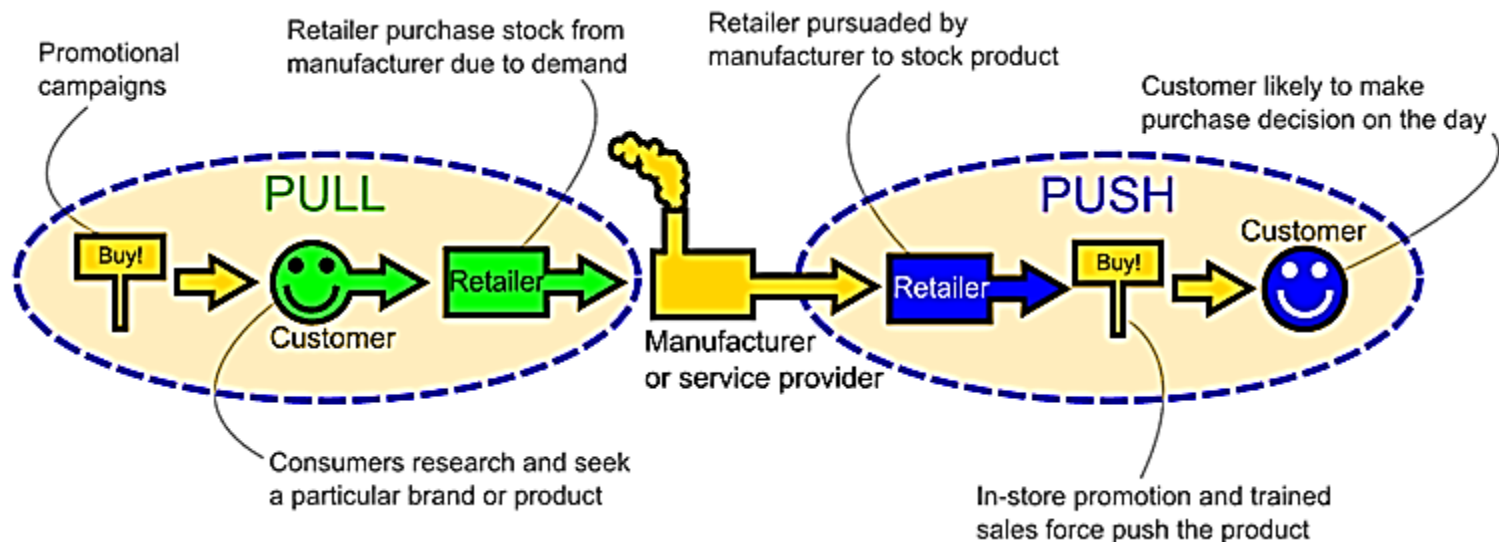 Promotional
campaigns
Retailer purchase stock from
manufacturer due to demand
Retailer pursuaded by
manufacturer to stock product
Customer likely to make
purchase decision on the day
PULL
Buy!
Customer
Retailer
Manufacturer
or service provider
PUSH
Retailer
Buy!
Customer
Consumers research and seek
a particular brand or product
In-store promotion and trained
sales force push the product